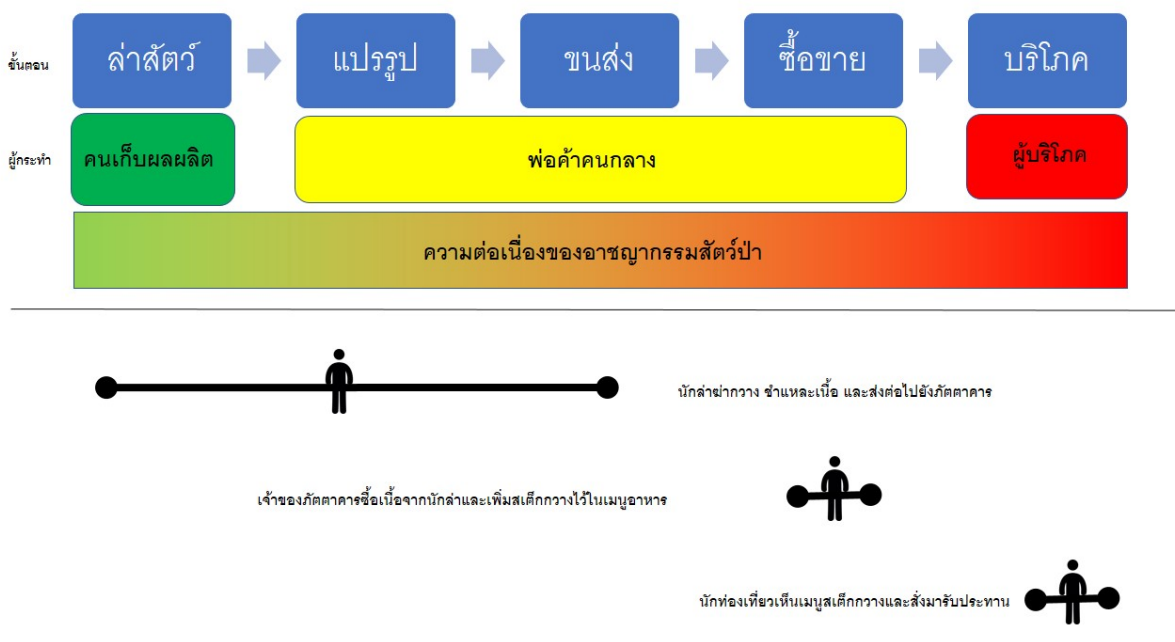 ขั้นตอน
ล่าสัตว์
แปรรูป
ขนส่ง
ซื้อขาย
บริโภค
ผู้กระทำ
คนเก็บผลผลิต
พ่อค้าคนกลาง
ผู้บริโภค
ความต่อเนื่องของอาชญากรรมสัตว์ป่า
นักล่าฆ่ากวาง ชำแหละเนื้อ และส่งต่อไปยังภัตตาคาร
เจ้าของภัตตาคารซื้อเนื้อจากนักล่าและเพิ่มสเต็กกวางไว้ในเมนูอาหาร
นักท่องเที่ยวเห็นเมนูสเต็กกวางและสั่งมารับประทาน